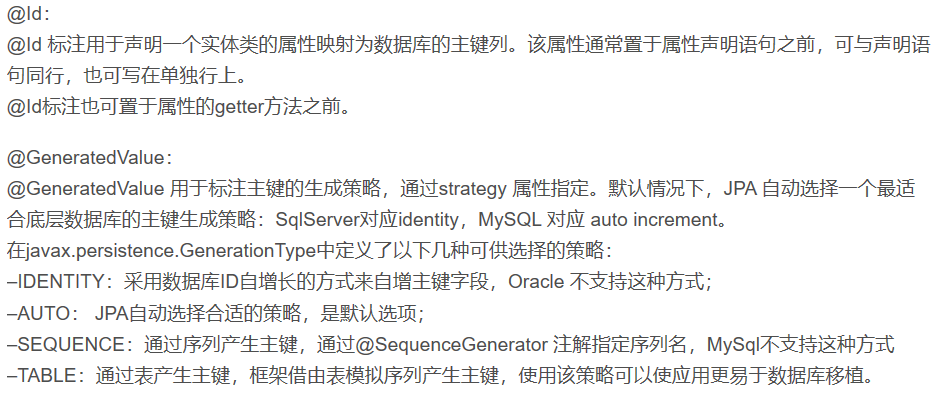 @Id：
@Id 标注用于声明一个实体类的属性映射为数据库的主键列。该属性通常置于属性声明语句之前，可与声明语
句同行，也可写在单独行上。
@Id标注也可置于属性的getter方法之前。
@GeneratedValue：
@GeneratedValue 用于标注主键的生成策略，通过strategy 属性指定。默认情况下，JPA 自动选择一个最适
合底层数据库的主键生成策略：SqlServer对应identity，MySQL 对应 auto increment。
在javax.persistence.GenerationType中定义了以下几种可供选择的策略：
–IDENTITY：采用数据库ID自增长的方式来自增主键字段，Oracle 不支持这种方式；
–AUTO： JPA自动选择合适的策略，是默认选项；
–SEQUENCE：通过序列产生主键，通过@SequenceGenerator 注解指定序列名，MySql不支持这种方式
–TABLE：通过表产生主键，框架借由表模拟序列产生主键，使用该策略可以使应用更易于数据库移植。